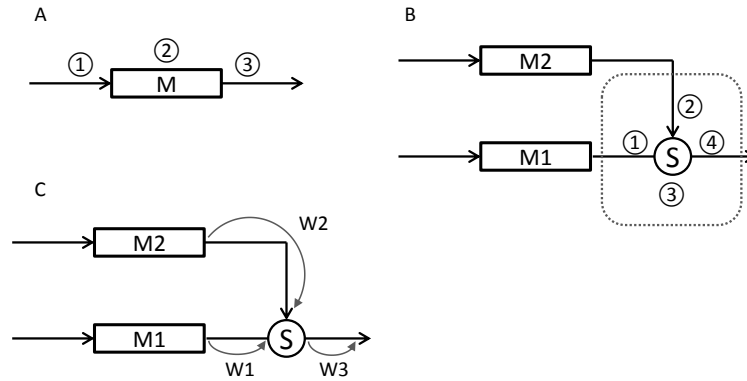 A
① ② ③
M
B
M2
②
M1 ① S ④
③
C
M2 W2
M1 S
W1 W3